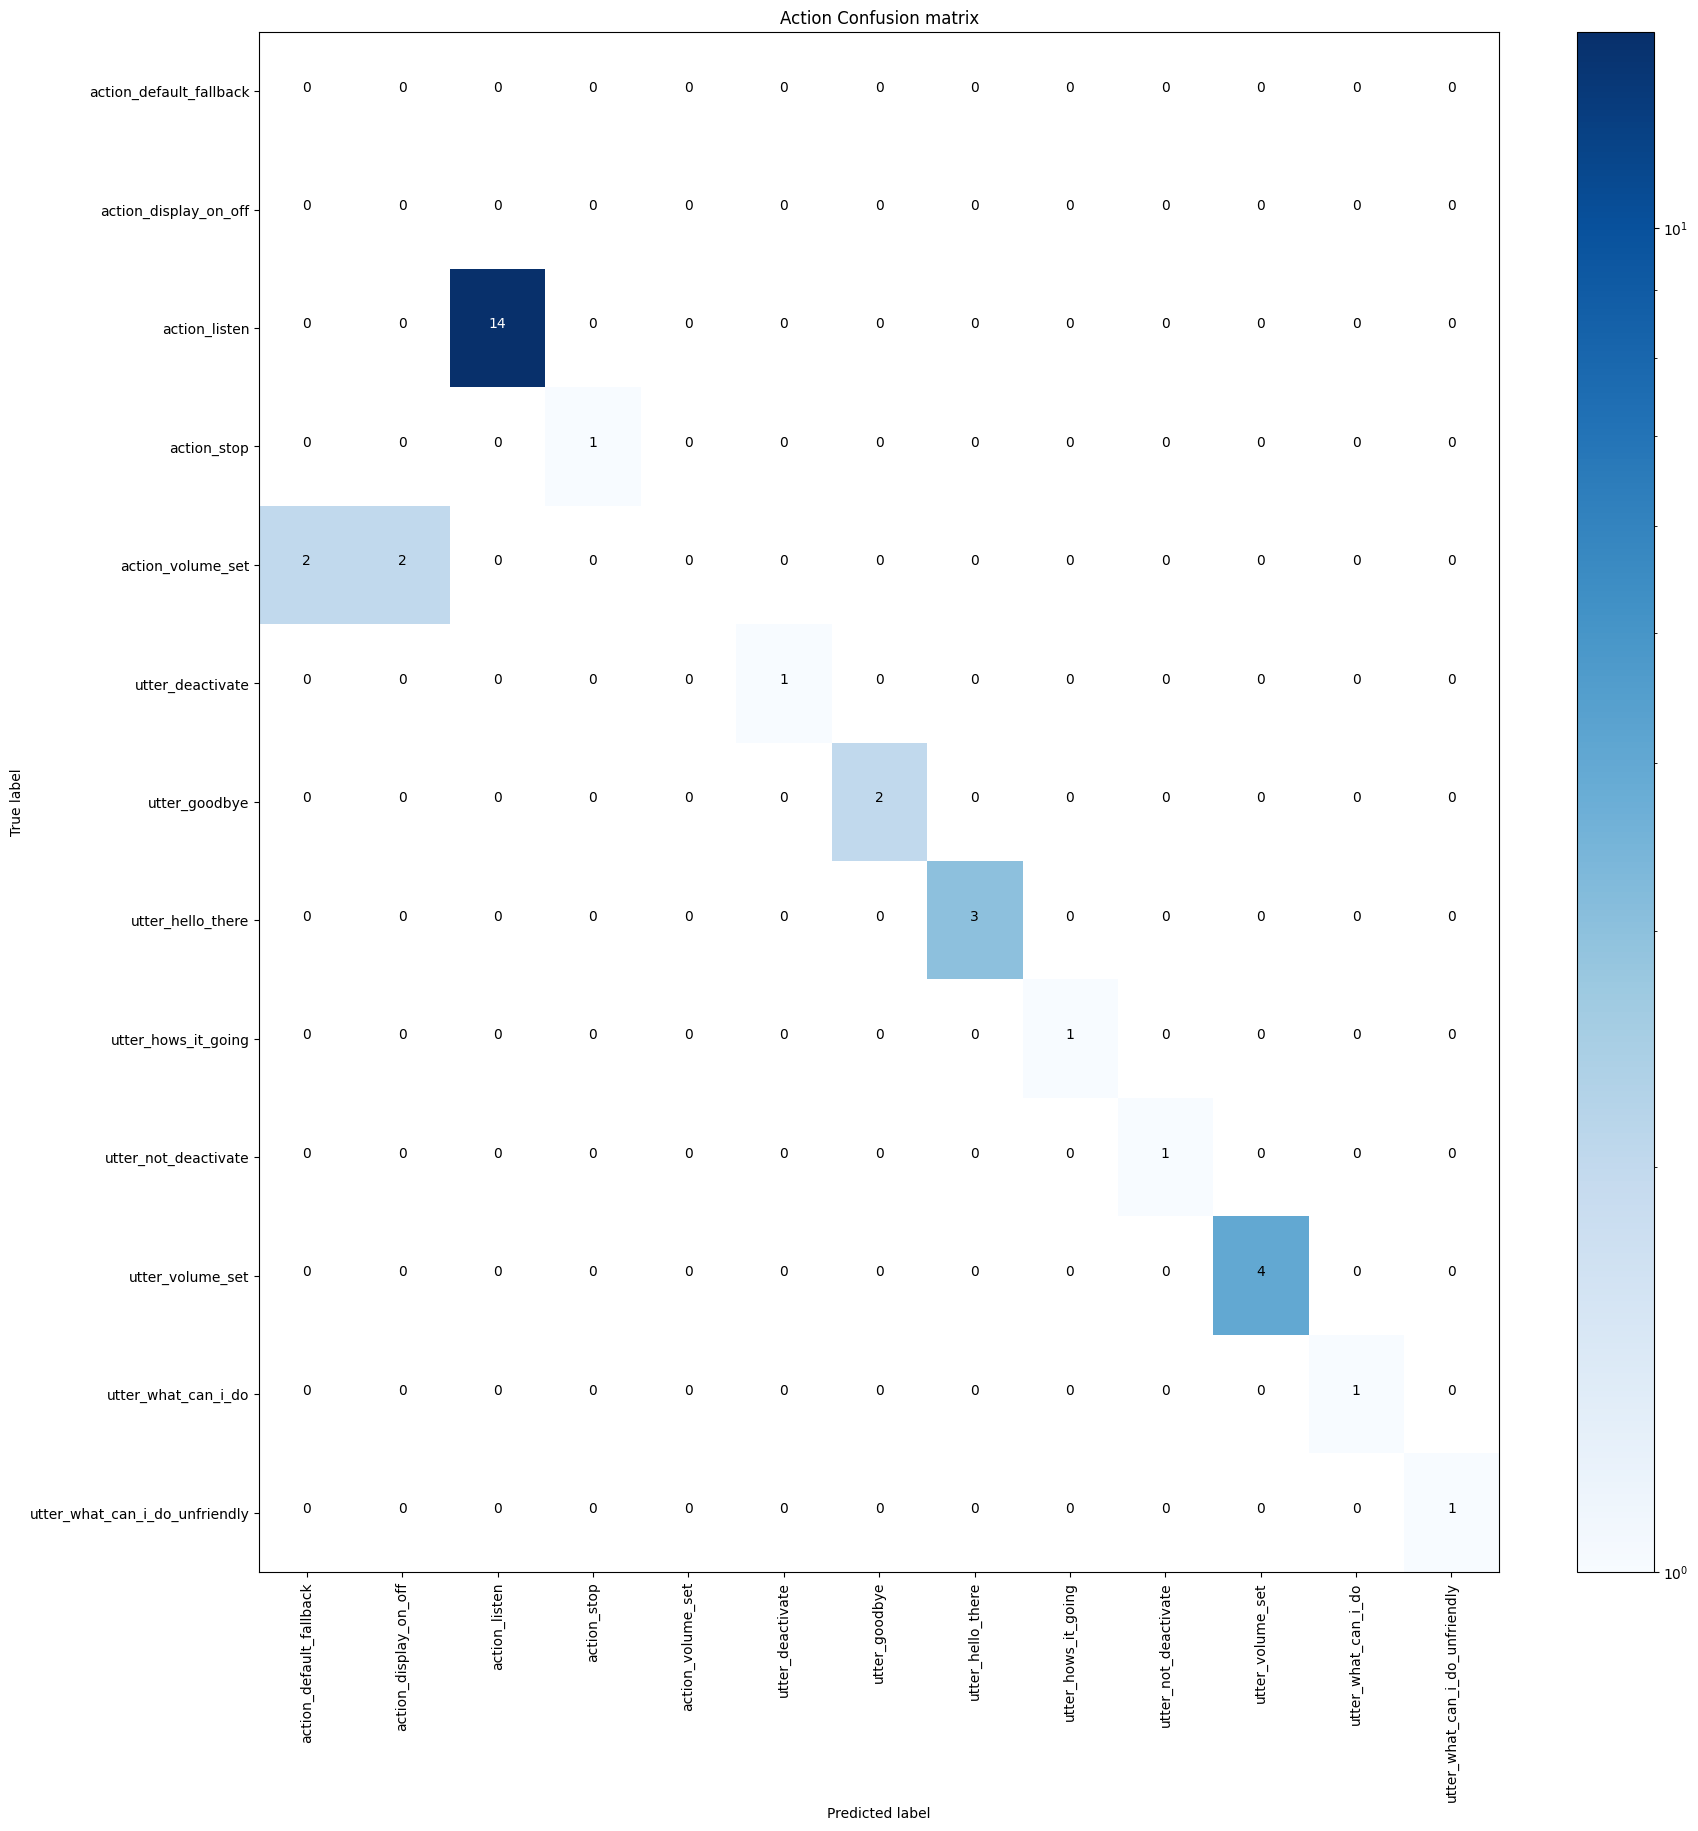 Action Confusion matrix
action_default_fallback 0 0 0 0 0 0 0 0 0 0 0 0 0
action_display_on_off 0 0 0 0 0 0 0 0 0 0 0 0 0
10¹
action_listen 0 0 14 0 0 0 0 0 0 0 0 0 0
action_stop 0 0 0 1 0 0 0 0 0 0 0 0 0
action_volume_set 2 2 0 0 0 0 0 0 0 0 0 0 0
utter_deactivate 0 0 0 0 0 1 0 0 0 0 0 0 0
True label
utter_goodbye 0 0 0 0 0 0 2 0 0 0 0 0 0
utter_hello_there 0 0 0 0 0 0 0 3 0 0 0 0 0
utter_hows_it_going 0 0 0 0 0 0 0 0 1 0 0 0 0
utter_not_deactivate 0 0 0 0 0 0 0 0 0 1 0 0 0
utter_volume_set 0 0 0 0 0 0 0 0 0 0 4 0 0
utter_what_can_i_do 0 0 0 0 0 0 0 0 0 0 0 1 0
utter_what_can_i_do_unfriendly 0 0 0 0 0 0 0 0 0 0 0 0 1
10⁰
action_default_fallback
action_display_on_off
action_listen
action_stop
action_volume_set
utter_deactivate
utter_goodbye
utter_hello_there
utter_hows_it_going
utter_not_deactivate
utter_volume_set
utter_what_can_i_do
utter_what_can_i_do_unfriendly
Predicted label